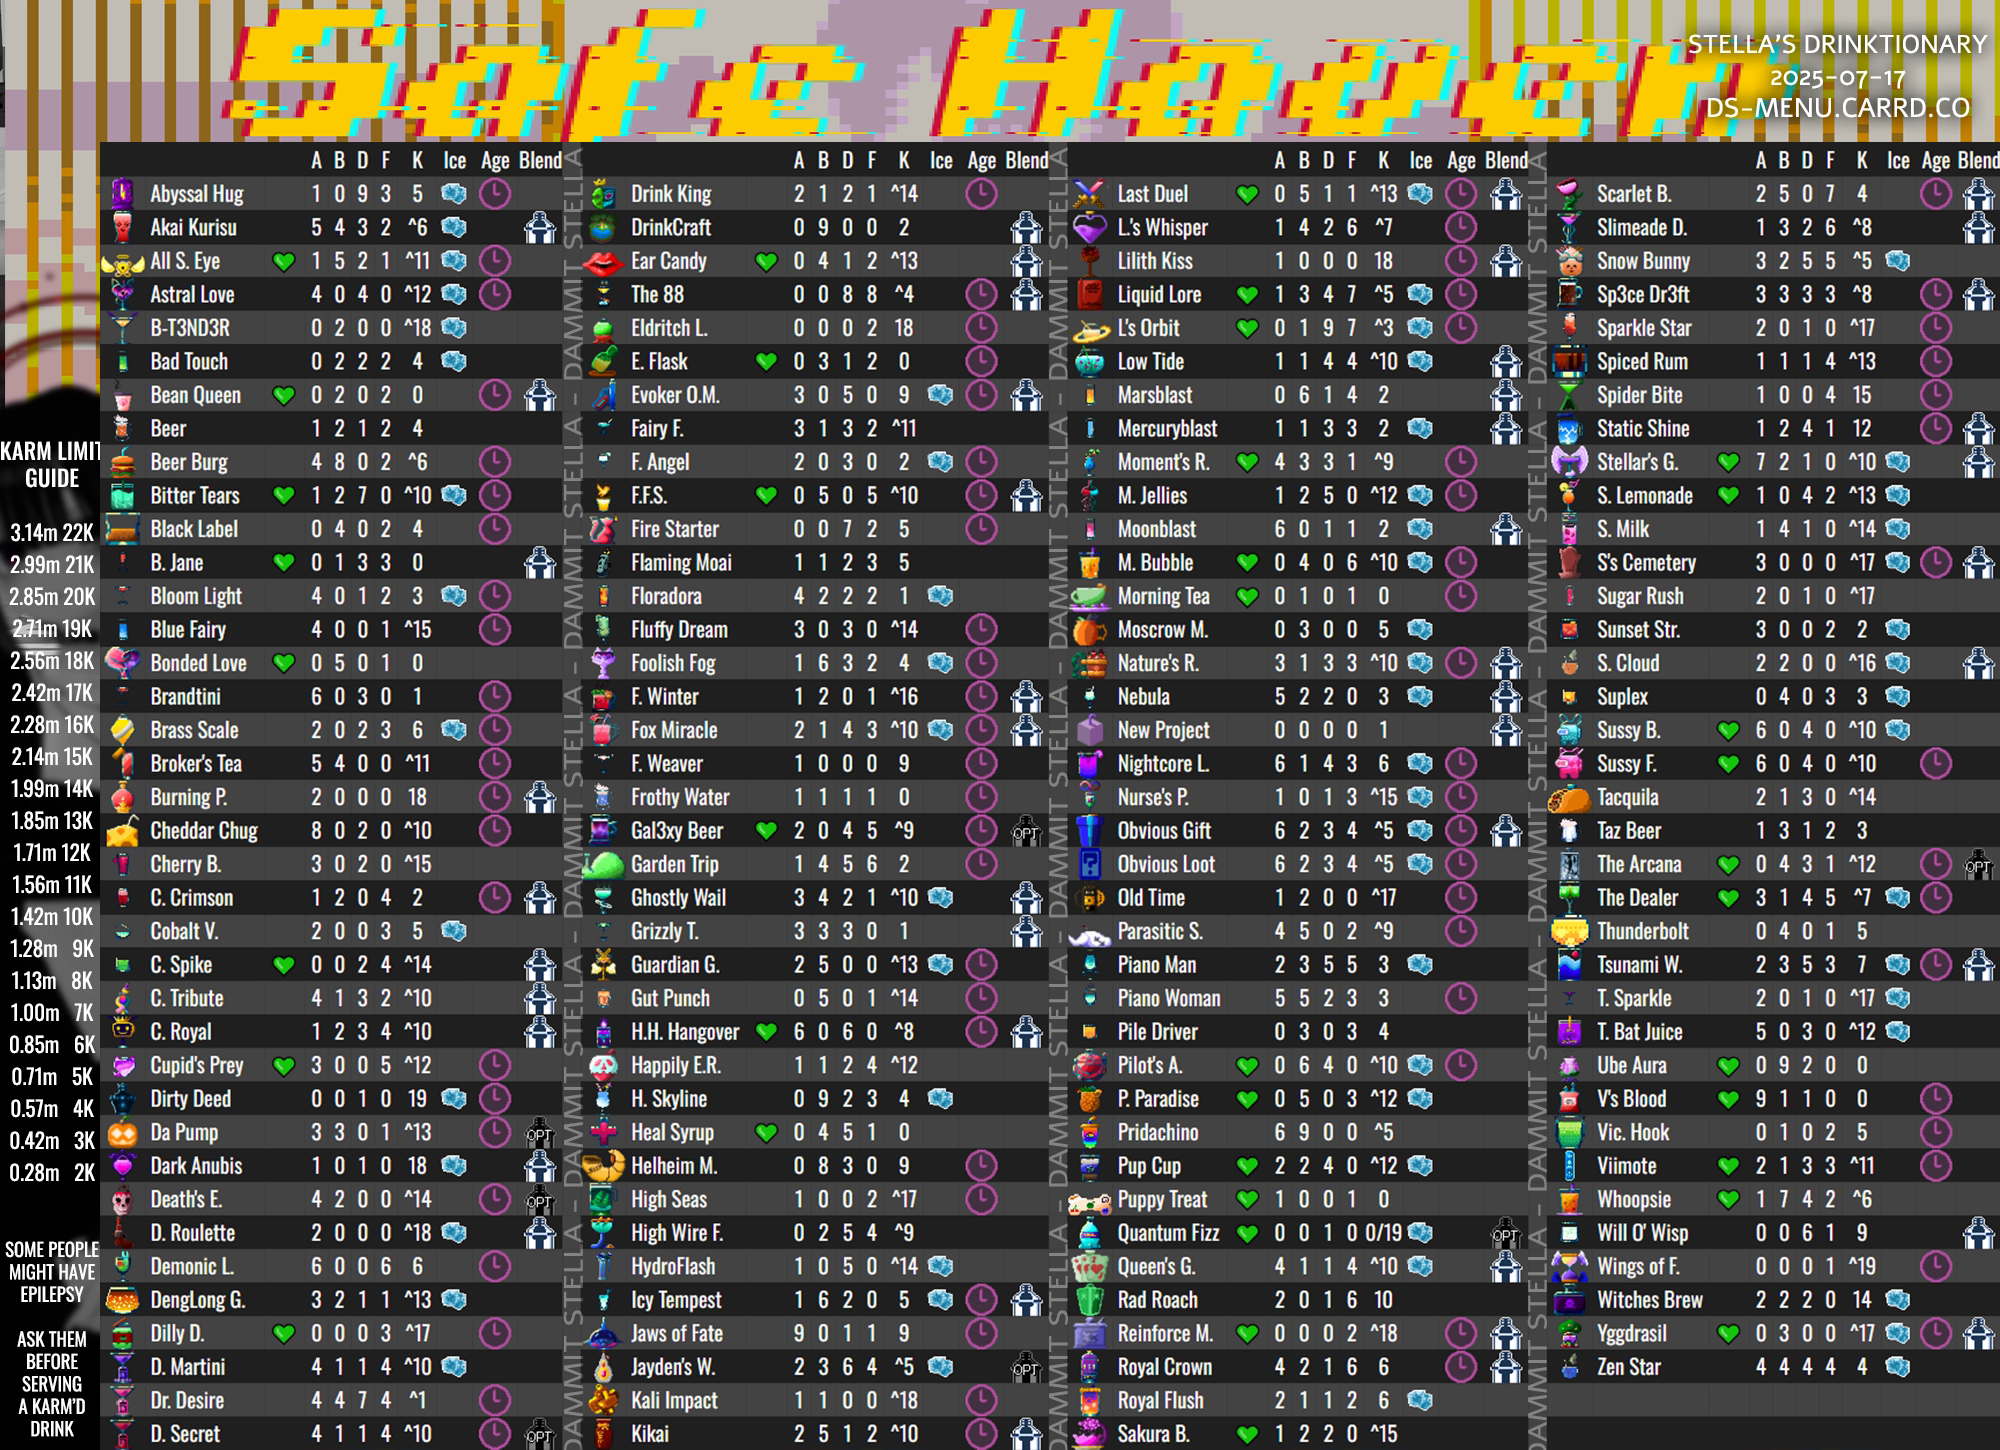 Safe Haven
STELLA'S DRINKTIONARY
2025-07-17
DS-MENU.CARRD.CO
KARM LIMIT
GUIDE
3.14m 22K
2.99m 21K
2.85m 20K
2.71m 19K
2.56m 18K
2.42m 17K
2.28m 16K
2.14m 15K
1.99m 14K
1.85m 13K
1.71m 12K
1.56m 11K
1.42m 10K
1.28m 9K
1.13m 8K
1.00m 7K
0.85m 6K
0.71m 5K
0.57m 4K
0.42m 3K
0.28m 2K
SOME PEOPLE
MIGHT HAVE
EPILEPSY
ASK THEM
BEFORE
SERVING
A KARM'D
DRINK
A B D F K Ice Age Blend
Abyssal Hug 1 0 9 3 5
Akai Kurisu 5 4 3 2 ^6
All S. Eye 1 5 2 1 ^11
Astral Love 4 0 4 0 ^12
B-T3ND3R 0 2 0 0 ^18
Bad Touch 0 2 2 2 4
Bean Queen 0 2 0 2 0
Beer 1 2 1 2 4
Beer Burg 4 8 0 2 ^6
Bitter Tears 1 2 7 0 ^10
Black Label 0 4 0 2 4
B. Jane 0 1 3 3 0
Bloom Light 4 0 1 2 3
Blue Fairy 4 0 0 1 ^15
Bonded Love 0 5 0 1 0
Brandtini 6 0 3 0 1
Brass Scale 2 0 2 3 6
Broker's Tea 5 4 0 0 ^11
Burning P. 2 0 0 0 18
Cheddar Chug 8 0 2 0 ^10
Cherry B. 3 0 2 0 ^15
C. Crimson 1 2 0 4 2
Cobalt V. 2 0 0 3 5
C. Spike 0 0 2 4 ^14
C. Tribute 4 1 3 2 ^10
C. Royal 1 2 3 4 ^10
Cupid's Prey 3 0 0 5 ^12
Dirty Deed 0 0 1 0 19
Da Pump 3 3 0 1 ^13 OPT
Dark Anubis 1 0 1 0 18
Death's E. 4 2 0 0 ^14 OPT
D. Roulette 2 0 0 0 ^18
Demonic L. 6 0 0 6 6
DengLong G. 3 2 1 1 ^13
Dilly D. 0 0 0 3 ^17
D. Martini 4 1 1 4 ^10
Dr. Desire 4 4 7 4 ^1
D. Secret 4 1 1 4 ^10 OPT
DAMMIT STELLA - DAMMIT STELLA - DAMMIT STELLA - DAMMIT STELLA
A B D F K Ice Age Blend
Drink King 2 1 2 1 ^14
DrinkCraft 0 9 0 0 2
Ear Candy 0 4 1 2 ^13
The 88 0 0 8 8 ^4
Eldritch L. 0 0 0 2 18
E. Flask 0 3 1 2 0
Evoker O.M. 3 0 5 0 9
Fairy F. 3 1 3 2 ^11
F. Angel 2 0 3 0 2
F.F.S. 0 5 0 5 ^10
Fire Starter 0 0 7 2 5
Flaming Moai 1 1 2 3 5
Floradora 4 2 2 2 1
Fluffy Dream 3 0 3 0 ^14
Foolish Fog 1 6 3 2 4
F. Winter 1 2 0 1 ^16
Fox Miracle 2 1 4 3 ^10
F. Weaver 1 0 0 0 9
Frothy Water 1 1 1 1 0
Gal3xy Beer 2 0 4 5 ^9 OPT
Garden Trip 1 4 5 6 2
Ghostly Wail 3 4 2 1 ^10
Grizzly T. 3 3 3 0 1
Guardian G. 2 5 0 0 ^13
Gut Punch 0 5 0 1 ^14
H.H. Hangover 6 0 6 0 ^8
Happily E.R. 1 1 2 4 ^12
H. Skyline 0 9 2 3 4
Heal Syrup 0 4 5 1 0
Helheim M. 0 8 3 0 9
High Seas 1 0 0 2 ^17
High Wire F. 0 2 5 4 ^9
HydroFlash 1 0 5 0 ^14
Icy Tempest 1 6 2 0 5
Jaws of Fate 9 0 1 1 9
Jayden's W. 2 3 6 4 ^5 OPT
Kali Impact 1 1 0 0 ^18
Kikai 2 5 1 2 ^10
DAMMIT STELLA - DAMMIT STELLA - DAMMIT STELLA - DAMMIT STELLA
A B D F K Ice Age Blend
Last Duel 0 5 1 1 ^13
L.'s Whisper 1 4 2 6 ^7
Lilith Kiss 1 0 0 0 18
Liquid Lore 1 3 4 7 ^5
L's Orbit 0 1 9 7 ^3
Low Tide 1 1 4 4 ^10
Marsblast 0 6 1 4 2
Mercuryblast 1 1 3 3 2
Moment's R. 4 3 3 1 ^9
M. Jellies 1 2 5 0 ^12
Moonblast 6 0 1 1 2
M. Bubble 0 4 0 6 ^10
Morning Tea 0 1 0 1 0
Moscrow M. 0 3 0 0 5
Nature's R. 3 1 3 3 ^10
Nebula 5 2 2 0 3
New Project 0 0 0 0 1
Nightcore L. 6 1 4 3 6
Nurse's P. 1 0 1 3 ^15
Obvious Gift 6 2 3 4 ^5
Obvious Loot 6 2 3 4 ^5
Old Time 1 2 0 0 ^17
Parasitic S. 4 5 0 2 ^9
Piano Man 2 3 5 5 3
Piano Woman 5 5 2 3 3
Pile Driver 0 3 0 3 4
Pilot's A. 0 6 4 0 ^10
P. Paradise 0 5 0 3 ^12
Pridachino 6 9 0 0 ^5
Pup Cup 2 2 4 0 ^12
Puppy Treat 1 0 0 1 0
Quantum Fizz 0 0 1 0 0/19 OPT
Queen's G. 4 1 1 4 ^10
Rad Roach 2 0 1 6 10
Reinforce M. 0 0 0 2 ^18
Royal Crown 4 2 1 6 6
Royal Flush 2 1 1 2 6
Sakura B. 1 2 2 0 ^15
DAMMIT STELLA - DAMMIT STELLA - DAMMIT STELLA - DAMMIT STELLA
A B D F K Ice Age Blend
Scarlet B. 2 5 0 7 4
Slimeade D. 1 3 2 6 ^8
Snow Bunny 3 2 5 5 ^5
Sp3ce Dr3ft 3 3 3 3 ^8
Sparkle Star 2 0 1 0 ^17
Spiced Rum 1 1 1 4 ^13
Spider Bite 1 0 0 4 15
Static Shine 1 2 4 1 12
Stellar's G. 7 2 1 0 ^10
S. Lemonade 1 0 4 2 ^13
S. Milk 1 4 1 0 ^14
S's Cemetery 3 0 0 0 ^17
Sugar Rush 2 0 1 0 ^17
Sunset Str. 3 0 0 2 2
S. Cloud 2 2 0 0 ^16
Suplex 0 4 0 3 3
Sussy B. 6 0 4 0 ^10
Sussy F. 6 0 4 0 ^10
Tacquila 2 1 3 0 ^14
Taz Beer 1 3 1 2 3
The Arcana 0 4 3 1 ^12 OPT
The Dealer 3 1 4 5 ^7
Thunderbolt 0 4 0 1 5
Tsunami W. 2 3 5 3 7
T. Sparkle 2 0 1 0 ^17
T. Bat Juice 5 0 3 0 ^12
Ube Aura 0 9 2 0 0
V's Blood 9 1 1 0 0
Vic. Hook 0 1 0 2 5
Viimote 2 1 3 3 ^11
Whoopsie 1 7 4 2 ^6
Will O' Wisp 0 0 6 1 9
Wings of F. 0 0 0 1 ^19
Witches Brew 2 2 2 0 14
Yggdrasil 0 3 0 0 ^17
Zen Star 4 4 4 4 4